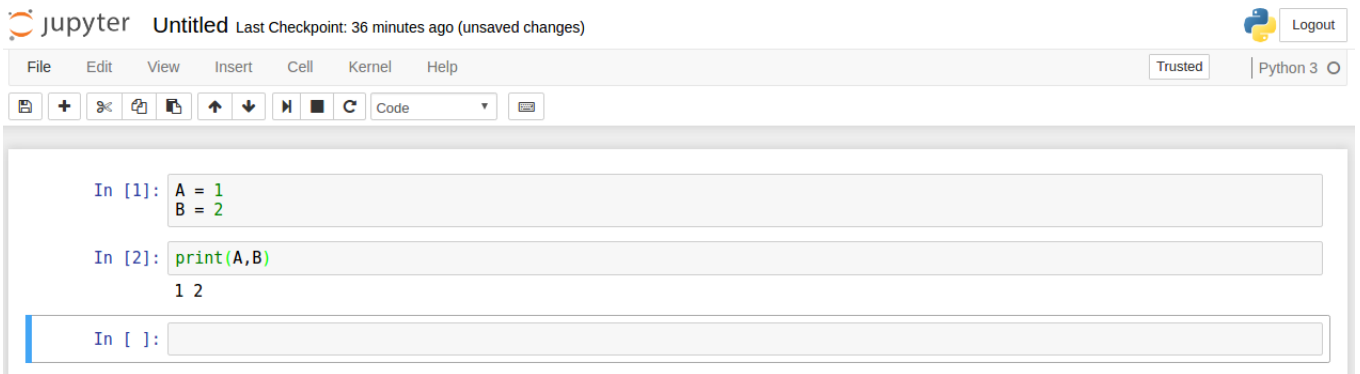 jupyter Untitled Last Checkpoint: 36 minutes ago (unsaved changes) Logout
File Edit View Insert Cell Kernel Help Trusted Python 3
Code
In [1]: A = 1
B = 2
In [2]: print(A,B)
1 2
In [ ]: